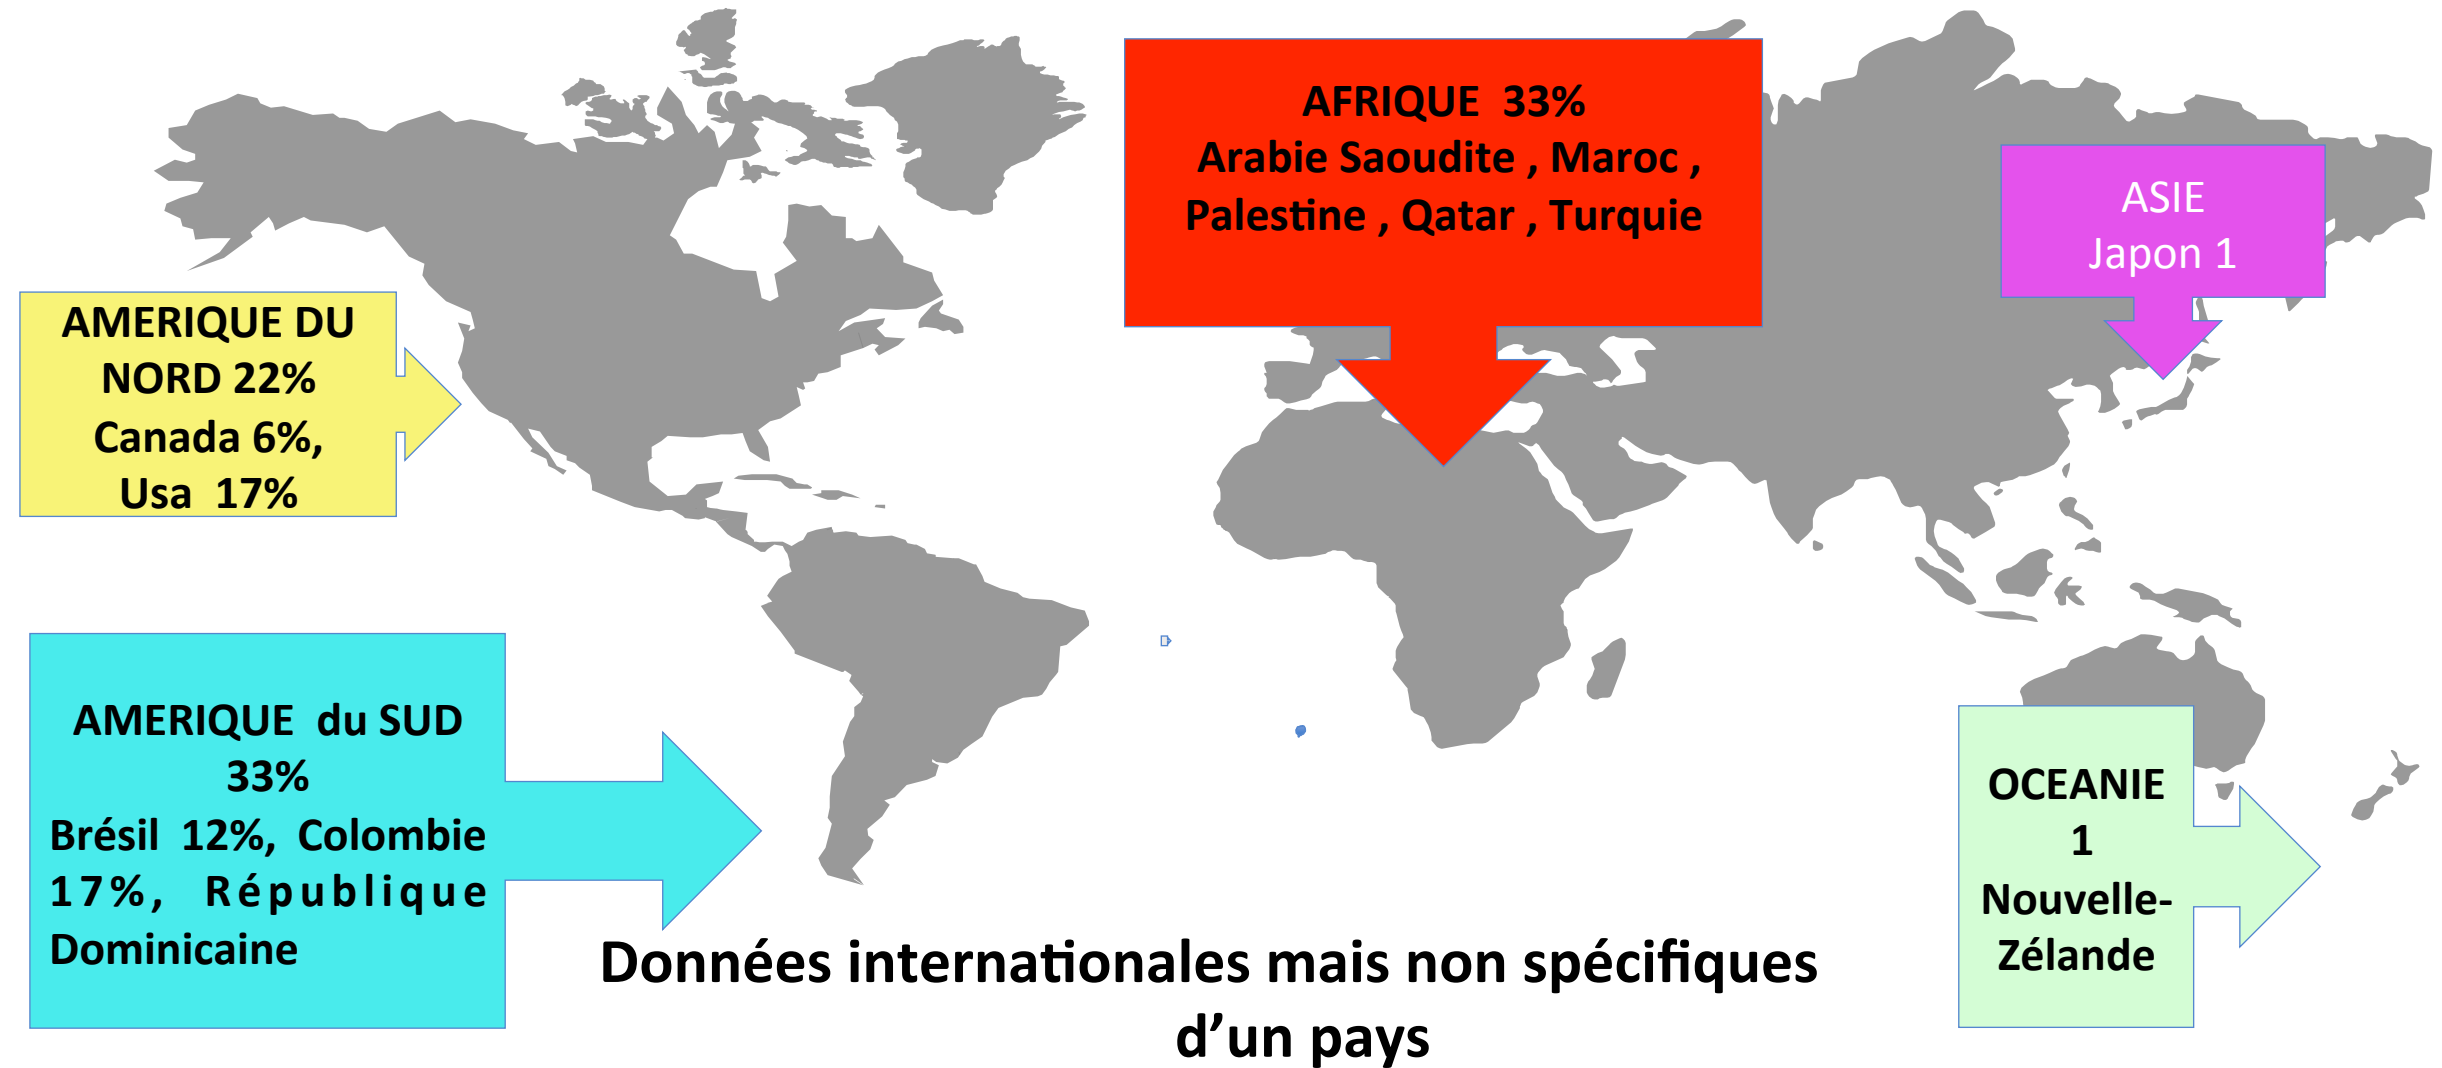 AFRIQUE  33%
Arabie Saoudite , Maroc ,
Palestine , Qatar , Turquie
ASIE
Japon 1
AMERIQUE DU
NORD 22%
Canada 6%,
Usa  17%
AMERIQUE  du SUD
33%
Brésil  12%,  Colombie
17%,  République
Dominicaine
OCEANIE
1
Nouvelle-
Zélande
Données internationales mais non spécifiques
d’un pays